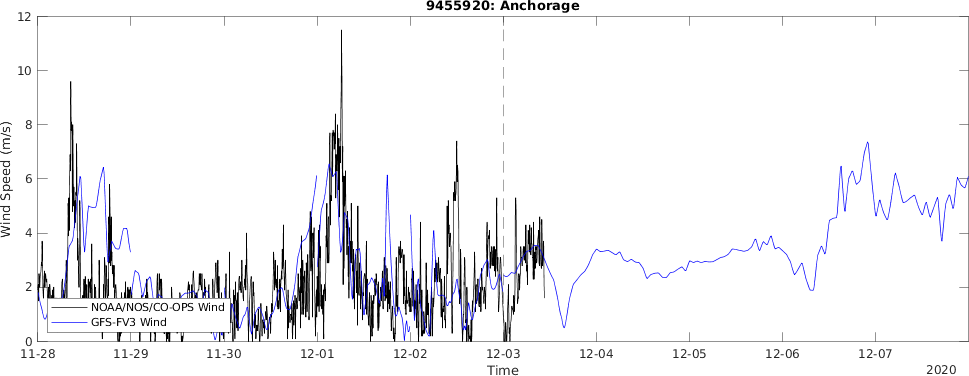 9455920: Anchorage
12
10
8
6
4
2
0
Wind Speed (m/s)
NOAA/NOS/CO-OPS Wind
GFS-FV3 Wind
11-28 11-29 11-30 12-01 12-02 12-03 12-04 12-05 12-06 12-07
Time
2020